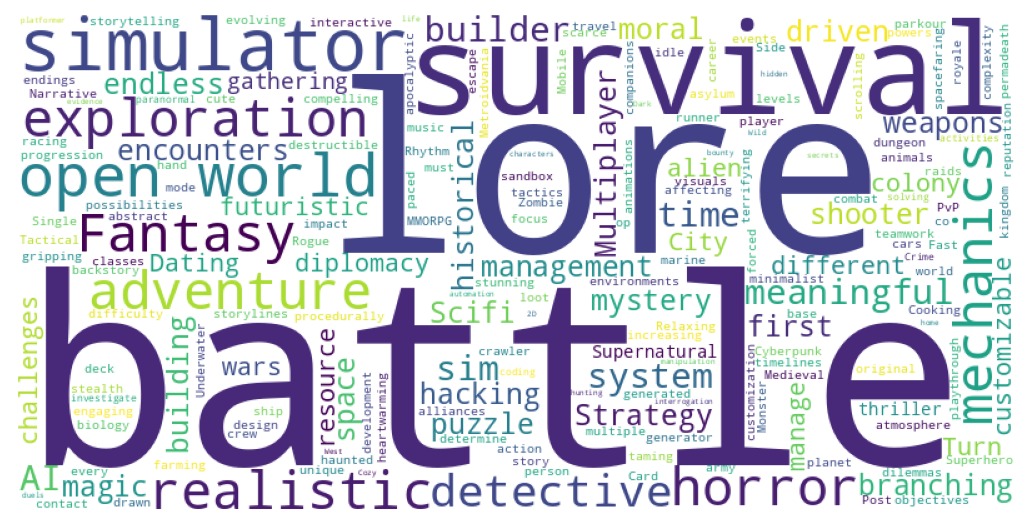 platformer
storytelling
evolving
interactive
life
simulator
builder
scarce
travel
moral
driven
parkour
powers
events
Side
idle
survival
apocalyptic
escape
Metroidvania
Mobile
companions
career
hidden
scrolling
spacefaring
royale
complexity
permadeath
endings
Narrative
endless
gathering
evidence
paranormal
cute
compelling
asylum
levels
exploration
music
runner
player
Dark
Wild
weapons
activities
racing
progression
encounters
destructible
Rhythm
historical
must
lore
characters
bounty
secrets
dungeon
animals
hand
open world
mode
paced
sandbox
tactics
Zombie
Multiplayer
animations
alien
visuals
affecting
terrifying
solving
raids
colony
combat
mechanics
reputation
kingdom
possibilities
abstract
futuristic
MMORPG
focus
op
time
shooter
PvP
co
teamwork
Single
Tactical
gripping
Fantasy
impact
Rogue
City
marine
forced
cars
Fast
Crime
world
classes
backstory
Dating
diplomacy
management
stunning
environments
different
minimalist
Cooking
home
challenges
adventure
automation
loot
2D
Scifi
mystery
meaningful
base
customizable
difficulty
storylines
procedurally
Relaxing
increasing
first
battle
building
Underwater
wars
resource
space
development
heartwarming
crawler
sim
coding
Supernatural
manipulation
system
customization
Monster
Cyberpunk
timelines
Medieval
manage
original
playthrough
deck
stealth
investigate
engaging
biology
hacking
alliances
puzzle
determine
hunting
generated
interrogation
Strategy
multiple
generator
thriller
atmosphere
ship
design
crew
haunted
West
Cozy
action
story
person
Card
taming
army
planet
dilemmas
Turn
Superhero
AI
every
farming
unique
magic
duels
contact
drawn
realistic
detective
horror
Post
objectives
branching